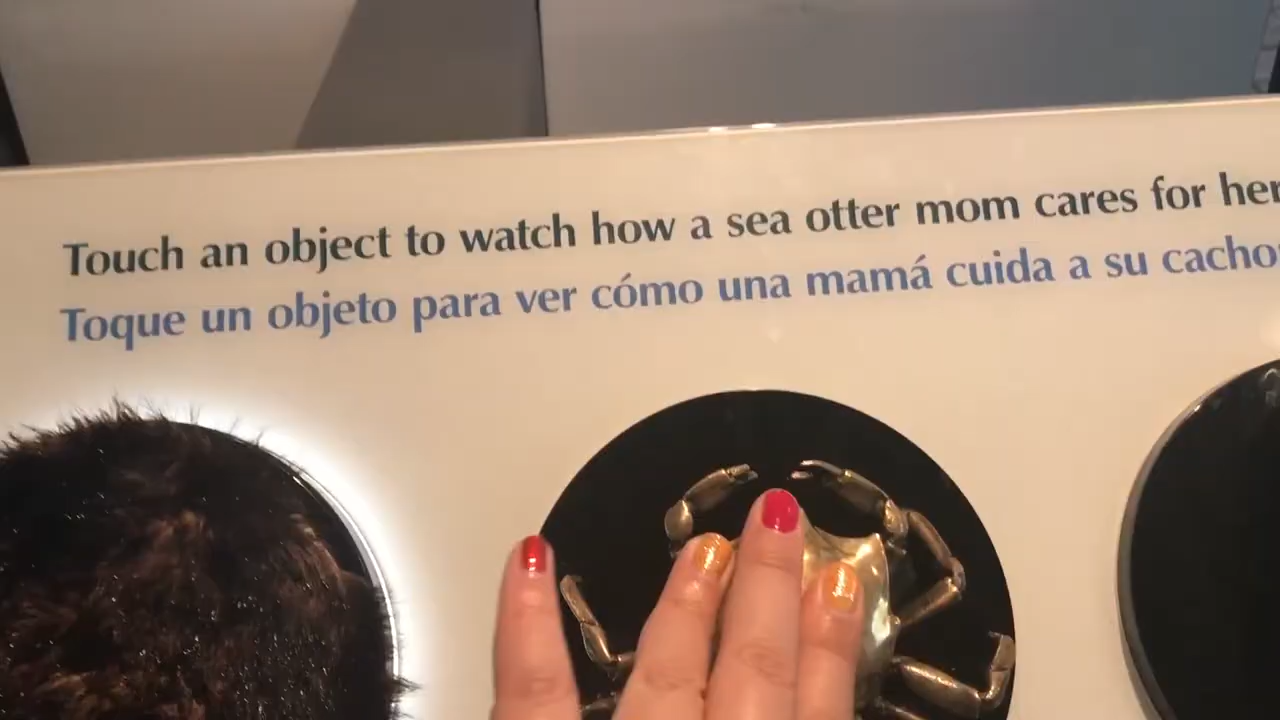 Touch an object to watch how a sea otter mom cares for her
Toque un objeto para ver cómo una mamá cuida a su